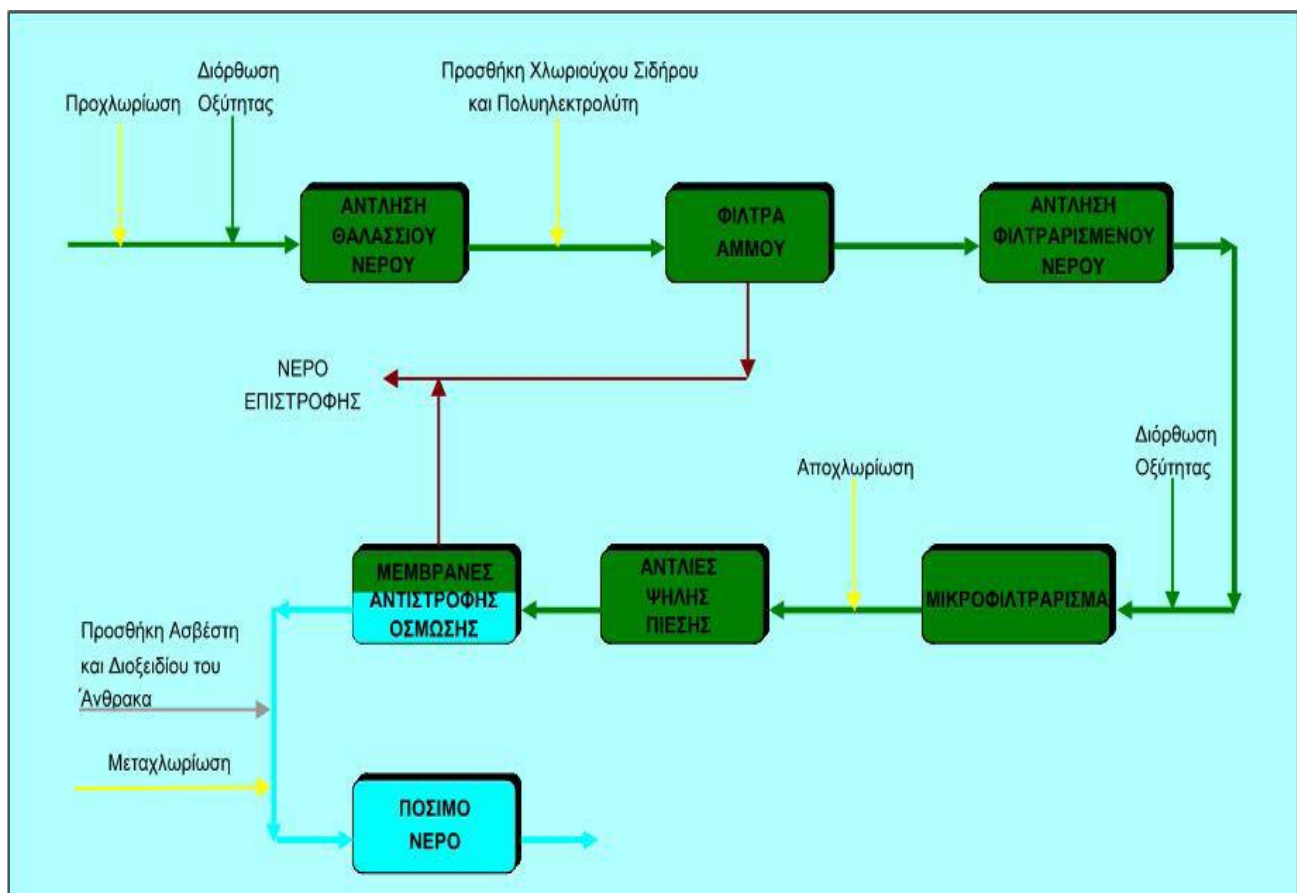 Προχλωρίωση
Διόρθωση
Οξύτητας
Προσθήκη Χλωριούχου Σιδήρου
και Πολυηλεκτρολύτη
ΑΝΤΛΗΣΗ
ΘΑΛΑΣΣΙΟΥ
ΝΕΡΟΥ
ΦΙΛΤΡΑ
ΑΜΜΟΥ
ΑΝΤΛΗΣΗ
ΦΙΛΤΡΑΡΙΣΜΕΝΟΥ
ΝΕΡΟΥ
ΝΕΡΟ
ΕΠΙΣΤΡΟΦΗΣ
Διόρθωση
Οξύτητας
Αποχλωρίωση
ΜΙΚΡΟΦΙΛΤΡΑΡΙΣΜΑ
ΑΝΤΛΙΕΣ
ΨΗΛΗΣ
ΠΙΕΣΗΣ
ΜΕΜΒΡΑΝΕΣ
ΑΝΤΙΣΤΡΟΦΗΣ
ΟΣΜΩΣΗΣ
Προσθήκη Ασβέστη
και Διοξειδίου του
Άνθρακα
Μεταχλωρίωση
ΠΟΣΙΜΟ
ΝΕΡΟ